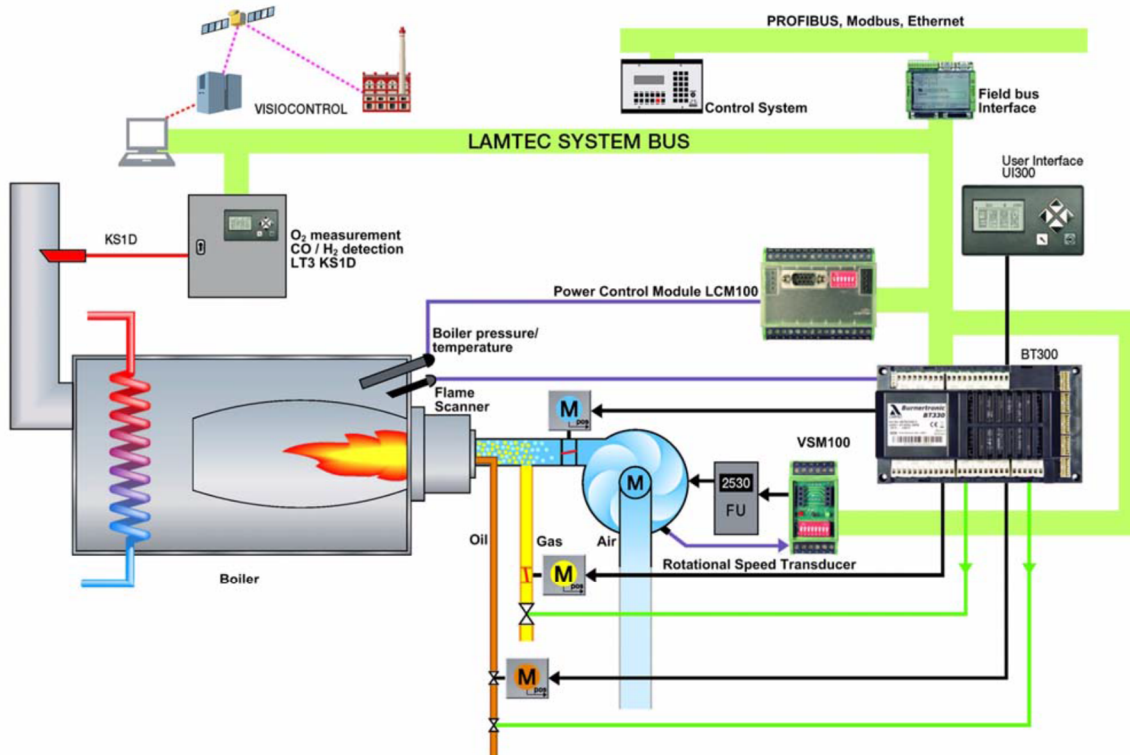 PROFIBUS, Modbus, Ethernet
VISIOCONTROL
Control System
Field bus
Interface
LAMTEC SYSTEM BUS
User Interface
UI300
KS1D
O₂ measurement
CO / H₂ detection
LT3 KS1D
Power Control Module LCM100
Boiler pressure/
temperature
BT300
Flame
Scanner
M
pos
Burnertronic
BT330
VSM100
M
2530
FU
Oil
Gas
Air
Rotational Speed Transducer
M
pos
Boiler
M
pos